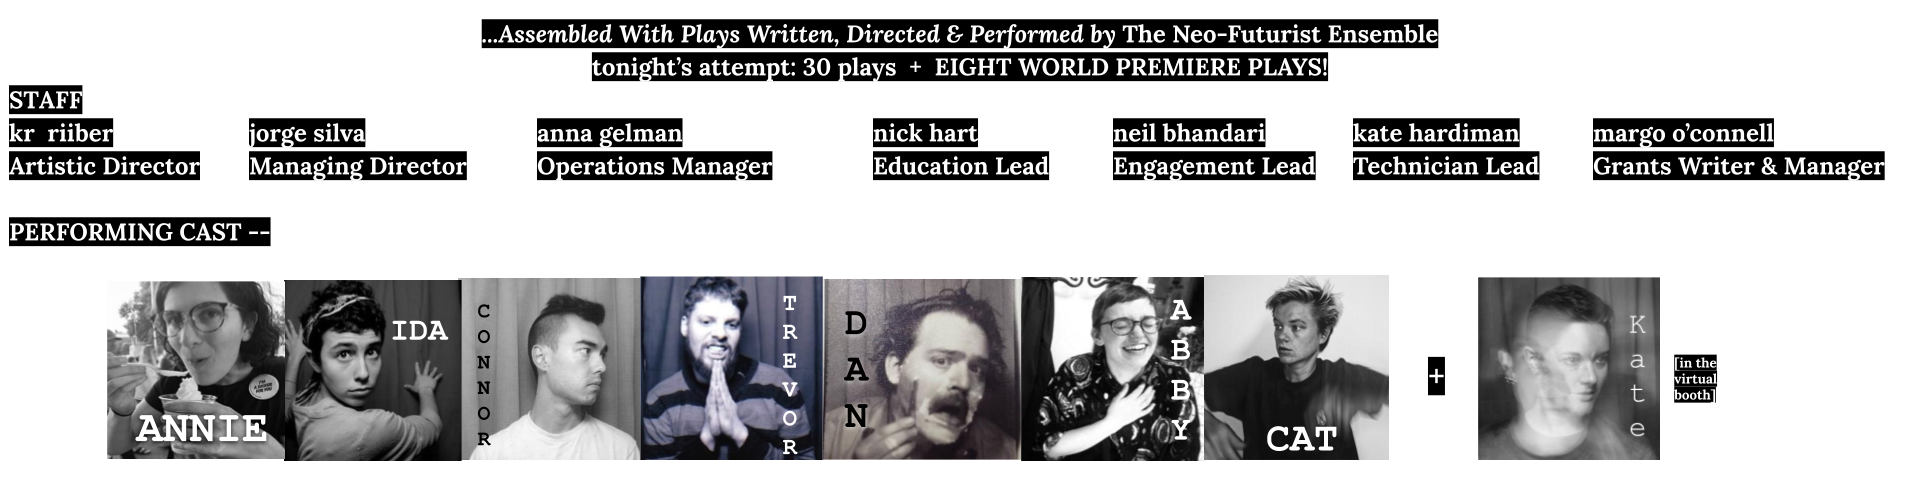 ...Assembled With Plays Written, Directed & Performed by The Neo-Futurist Ensemble
tonight’s attempt: 30 plays + EIGHT WORLD PREMIERE PLAYS!
STAFF
kr riiber jorge silva anna gelman nick hart neil bhandari kate hardiman margo o’connell
Artistic Director Managing Director Operations Manager Education Lead Engagement Lead Technician Lead Grants Writer & Manager
PERFORMING CAST --
ANNIE
IDA
CONNOR
TREVOR
DAN
ABBY
CAT
+
Kate
[in the
virtual
booth]